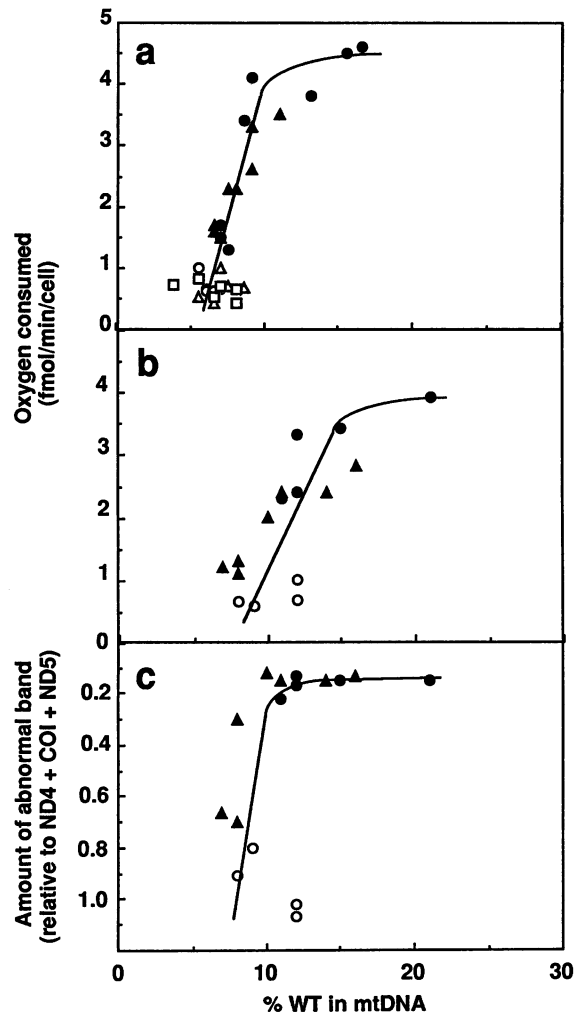 a
5
4
3
2
1
0
Oxygen consumed
(fmol/min/cell)
b
4
3
2
1
0
c
0.2
0.4
0.6
0.8
1.0
Amount of abnormal band
(relative to ND4 + COI + ND5)
0 10 20 30
% WT in mtDNA